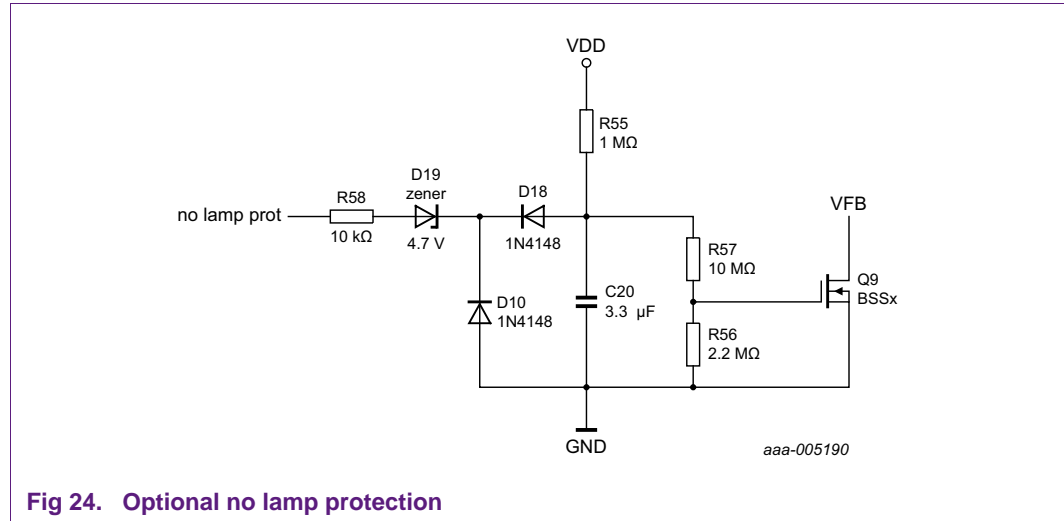 VDD
R55
1 MΩ
D19
zener
4.7 V
R58
10 kΩ
no lamp prot
D18
1N4148
VFB
R57
10 MΩ
Q9
BSSx
C20
3.3 μF
D10
1N4148
R56
2.2 MΩ
GND
aaa-005190
Fig 24. Optional no lamp protection